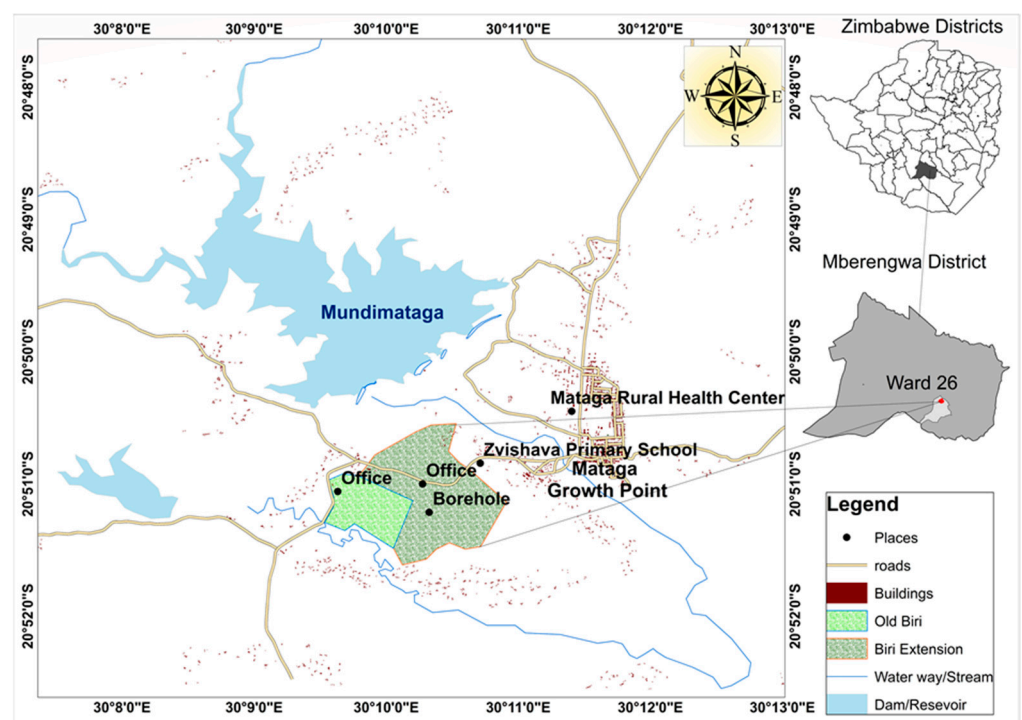 30°8'0"E 30°9'0"E 30°10'0"E 30°11'0"E 30°12'0"E 30°13'0"E
Zimbabwe Districts
N
W E
S
20°48'0"S
20°48'0"S
20°49'0"S
20°49'0"S
Mberengwa District
Mundimataga
20°50'0"S
20°50'0"S
Ward 26
Mataga Rural Health Center
Zvishava Primary School
Office
Office
Mataga
Growth Point
Borehole
20°51'0"S
20°51'0"S
20°52'0"S
20°52'0"S
Legend
Places
roads
Buildings
Old Biri
Biri Extension
Water way/Stream
Dam/Resevoir
30°8'0"E 30°9'0"E 30°10'0"E 30°11'0"E 30°12'0"E 30°13'0"E